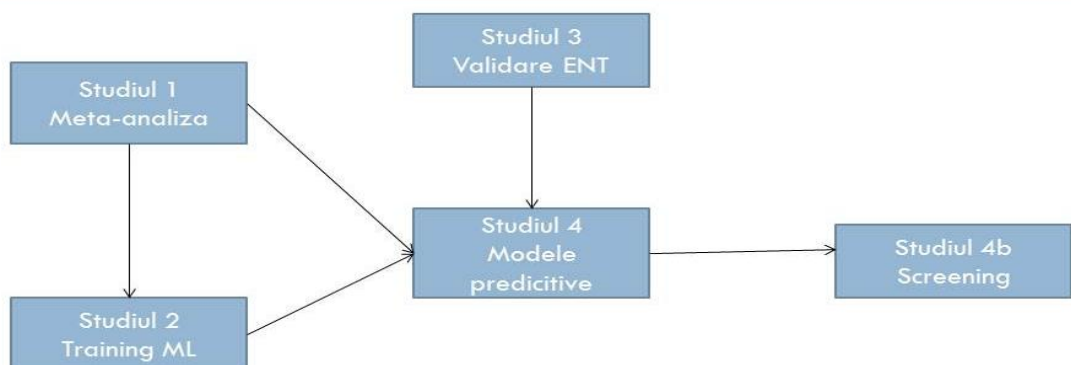 Studiul 1
Meta-analiza
Studiul 3
Validare ENT
Studiul 4
Modele
predicitive
Studiul 4b
Screening
Studiul 2
Training ML